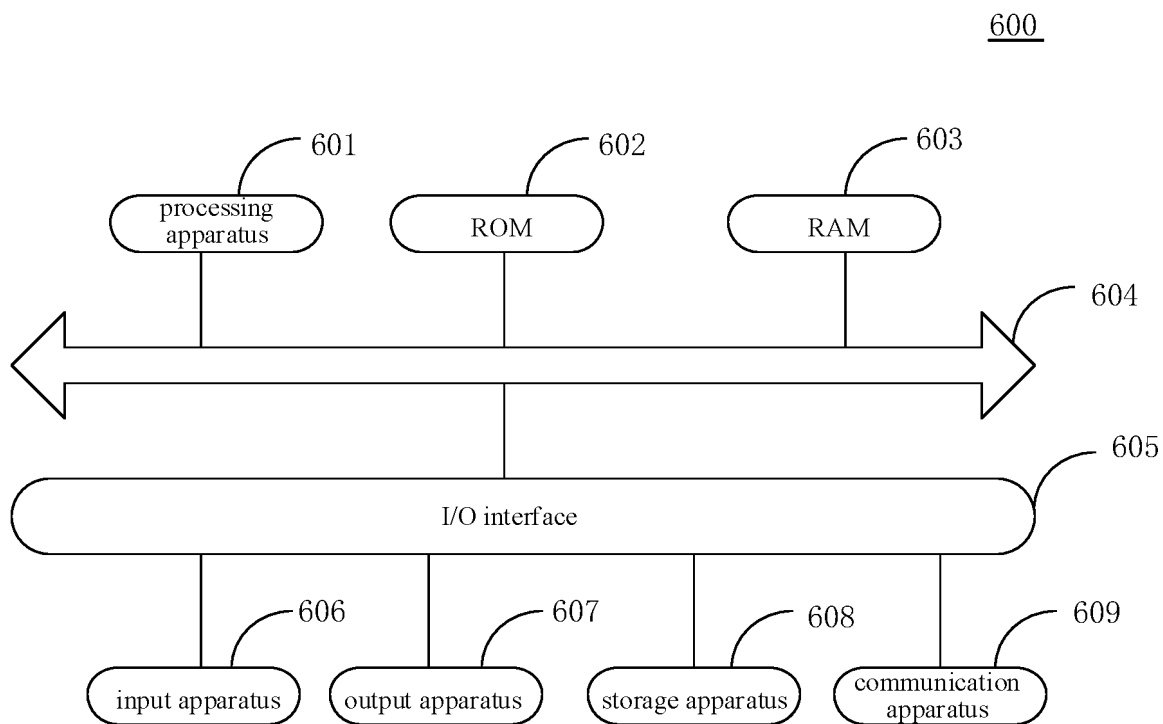 600
601
602
603
processing
apparatus
ROM
RAM
604
605
I/O interface
606
607
608
609
input apparatus
output apparatus
storage apparatus
communication
apparatus